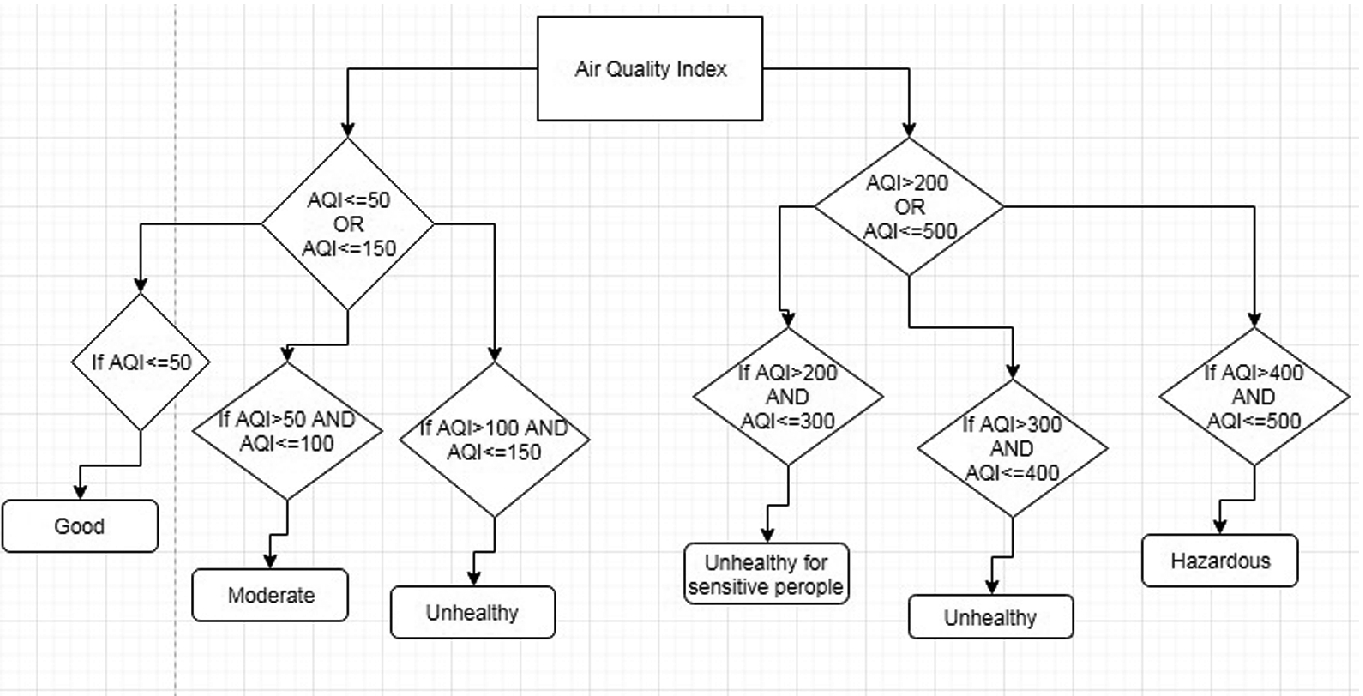 Air Quality Index
AQI<=50
OR
AQI<=150
AQI>200
OR
AQI<=500
If AQI<=50
If AQI>50 AND
AQI<=100
If AQI>100 AND
AQI<=150
If AQI>200
AND
AQI<=300
If AQI>300
AND
AQI<=400
If AQI>400
AND
AQI<=500
Good
Moderate
Unhealthy
Unhealthy for
sensitive perople
Unhealthy
Hazardous